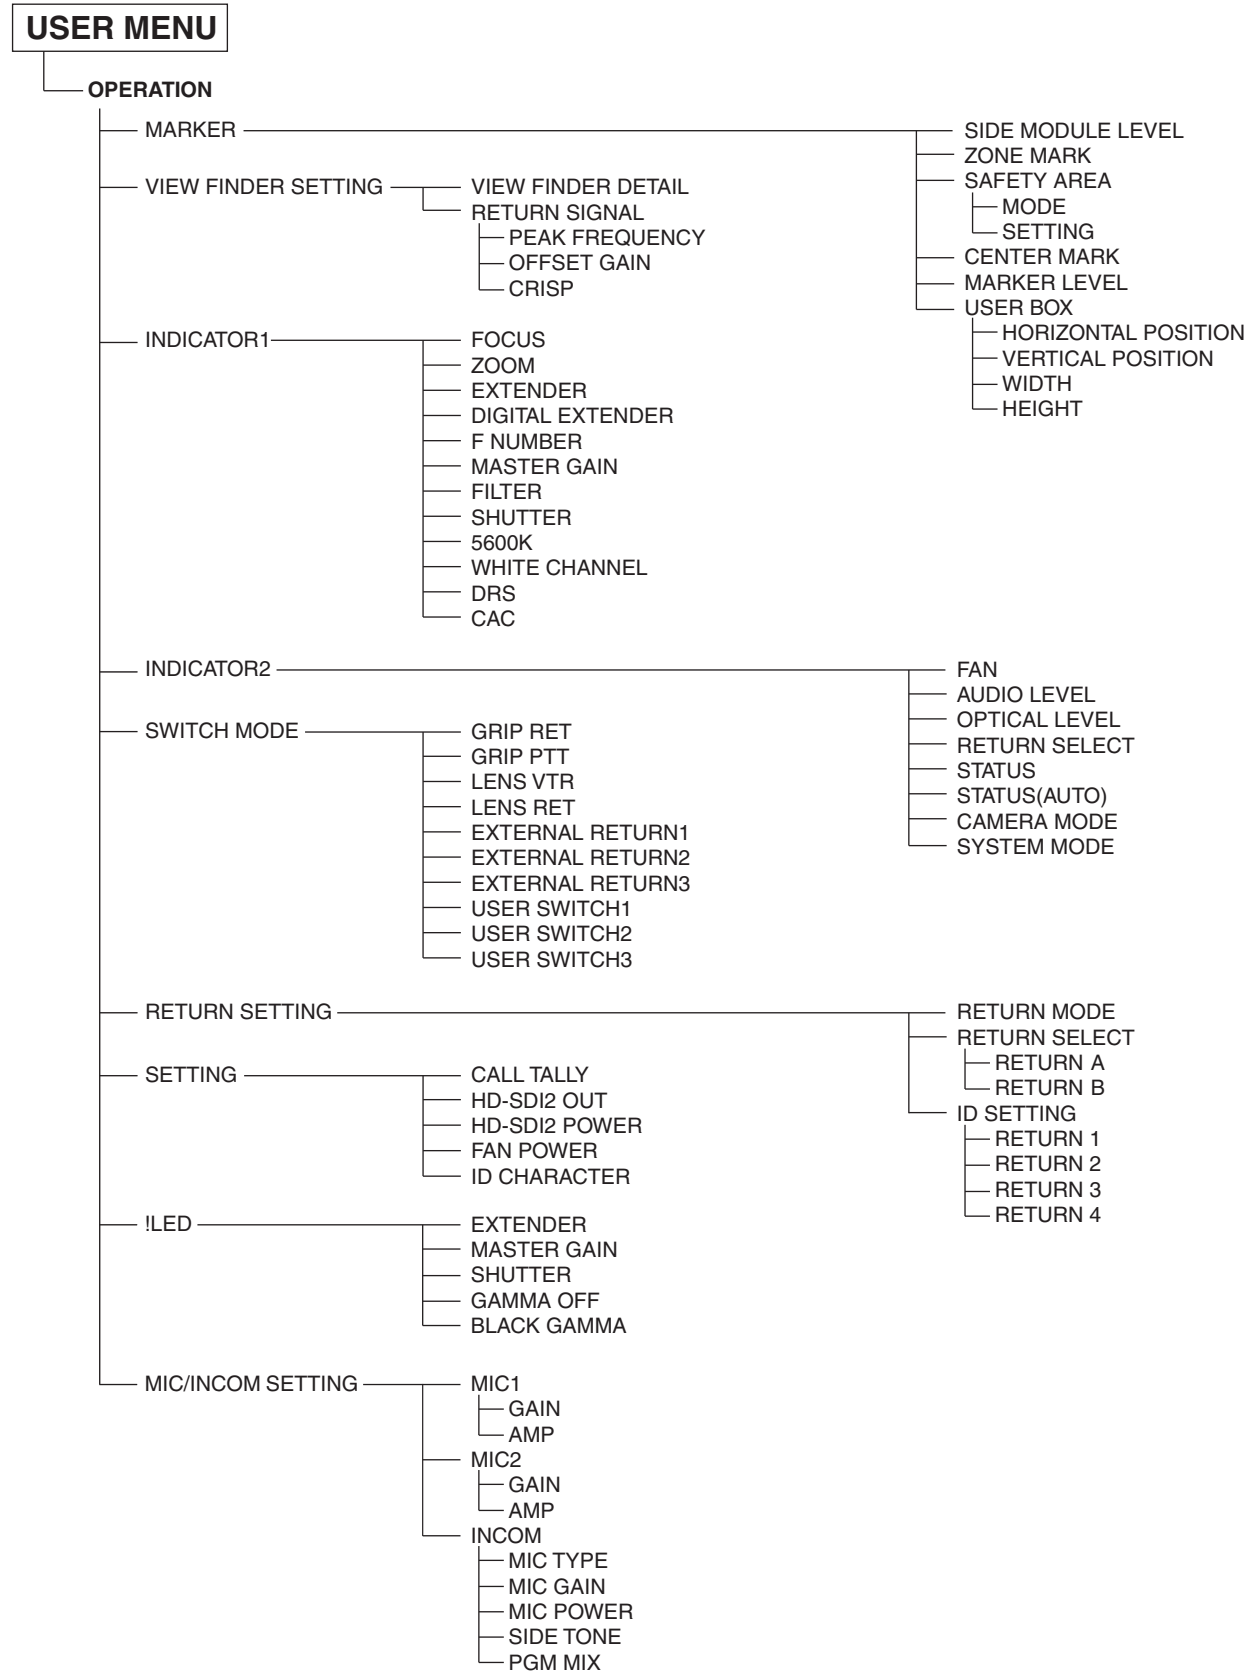 USER MENU
OPERATION
MARKER
SIDE MODULE LEVEL
ZONE MARK
SAFETY AREA
MODE
SETTING
CENTER MARK
MARKER LEVEL
USER BOX
HORIZONTAL POSITION
VERTICAL POSITION
WIDTH
HEIGHT
VIEW FINDER SETTING
VIEW FINDER DETAIL
RETURN SIGNAL
PEAK FREQUENCY
OFFSET GAIN
CRISP
INDICATOR1
FOCUS
ZOOM
EXTENDER
DIGITAL EXTENDER
F NUMBER
MASTER GAIN
FILTER
SHUTTER
5600K
WHITE CHANNEL
DRS
CAC
INDICATOR2
FAN
AUDIO LEVEL
OPTICAL LEVEL
RETURN SELECT
STATUS
STATUS(AUTO)
CAMERA MODE
SYSTEM MODE
SWITCH MODE
GRIP RET
GRIP PTT
LENS VTR
LENS RET
EXTERNAL RETURN1
EXTERNAL RETURN2
EXTERNAL RETURN3
USER SWITCH1
USER SWITCH2
USER SWITCH3
RETURN SETTING
RETURN MODE
RETURN SELECT
RETURN A
RETURN B
ID SETTING
RETURN 1
RETURN 2
RETURN 3
RETURN 4
SETTING
CALL TALLY
HD-SDI2 OUT
HD-SDI2 POWER
FAN POWER
ID CHARACTER
!LED
EXTENDER
MASTER GAIN
SHUTTER
GAMMA OFF
BLACK GAMMA
MIC/INCOM SETTING
MIC1
GAIN
AMP
MIC2
GAIN
AMP
INCOM
MIC TYPE
MIC GAIN
MIC POWER
SIDE TONE
PGM MIX